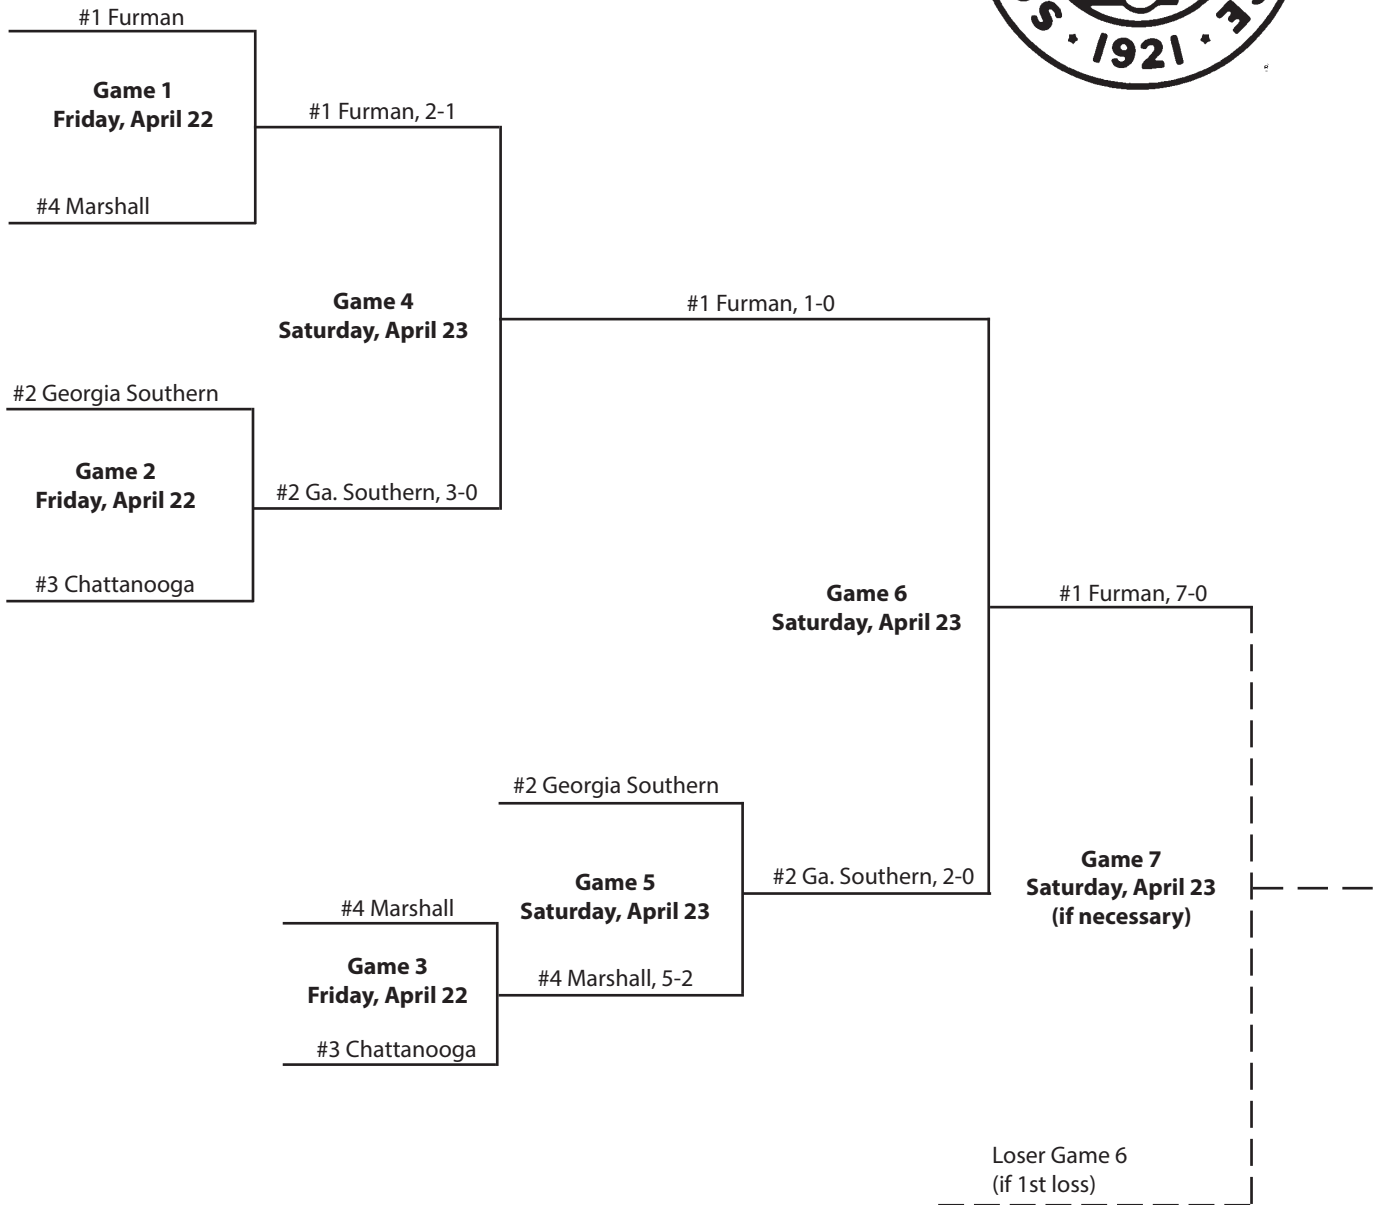 #1 Furman
Game 1
Friday, April 22
#4 Marshall
#1 Furman, 2-1
Game 4
Saturday, April 23
#2 Georgia Southern
Game 2
Friday, April 22
#3 Chattanooga
#2 Ga. Southern, 3-0
#1 Furman, 1-0
Game 6
Saturday, April 23
#1 Furman, 7-0
#2 Georgia Southern
Game 5
Saturday, April 23
#4 Marshall
Game 3
Friday, April 22
#3 Chattanooga
#4 Marshall, 5-2
#2 Ga. Southern, 2-0
Game 7
Saturday, April 23
(if necessary)
Loser Game 6
(if 1st loss)
1921